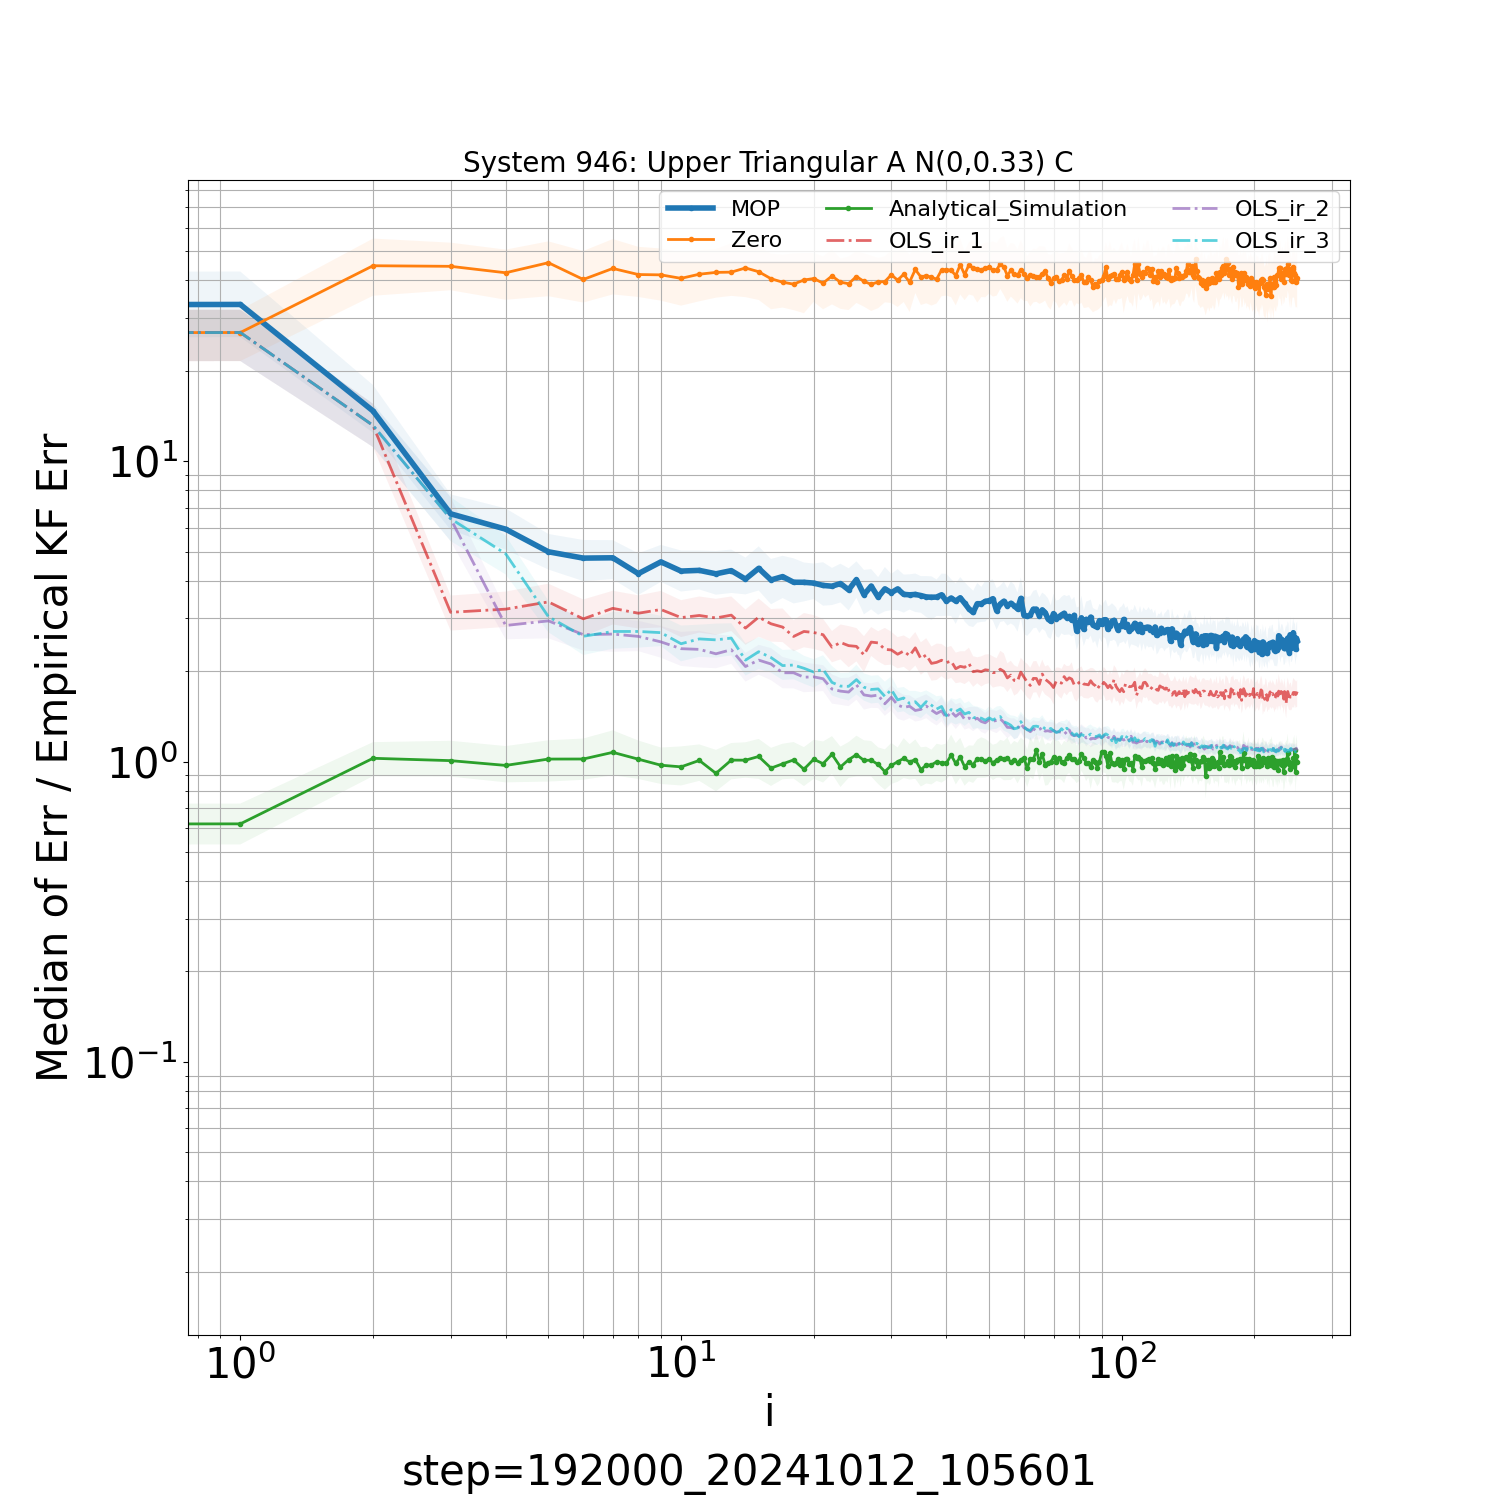 System 946: Upper Triangular A N(0,0.33) C
MOP
Zero
Analytical_Simulation
OLS_ir_1
OLS_ir_2
OLS_ir_3
Median of Err / Empirical KF Err
10¹
10⁰
10⁻¹
10⁰ 10¹ 10²
i
step=192000_20241012_105601